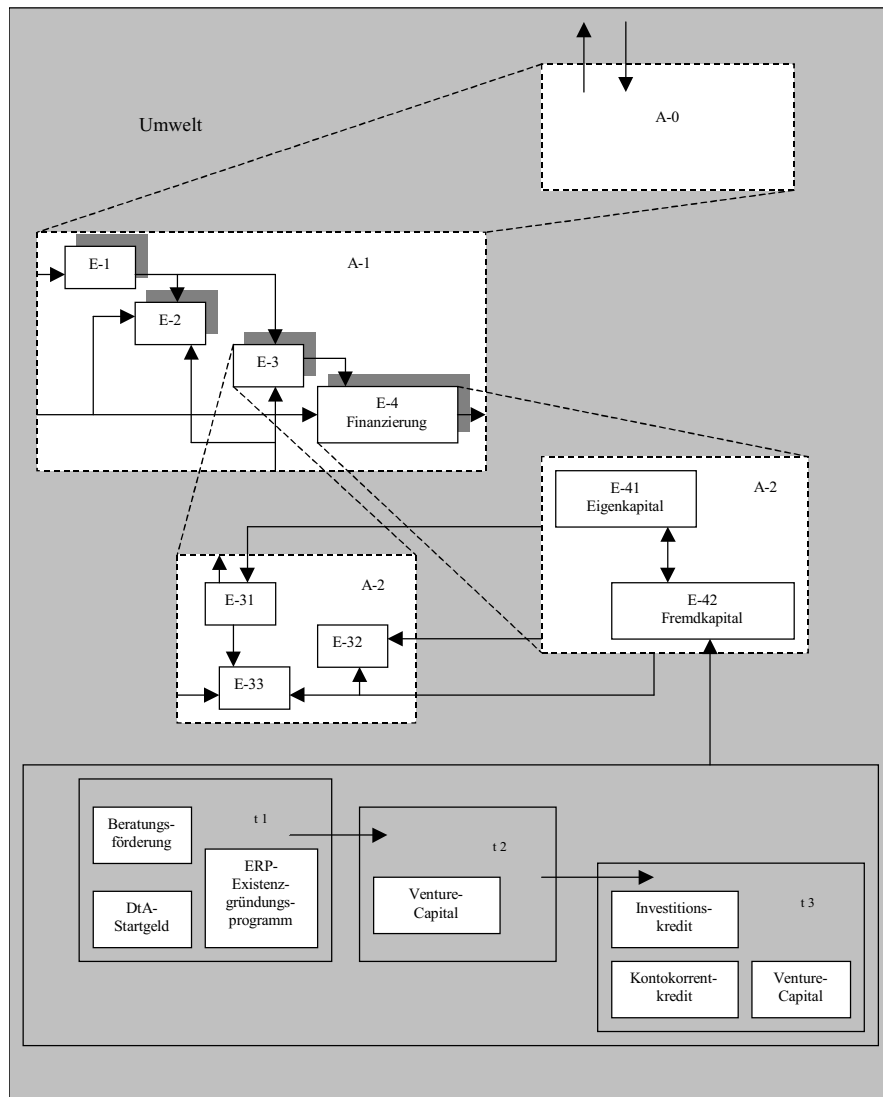 A-0
Umwelt
E-1
A-1
E-2
E-3
E-4
Finanzierung
E-41
Eigenkapital
A-2
E-42
Fremdkapital
A-2
E-31
E-32
E-33
t 1
Beratungs-
förderung
ERP-
Existenz-
gründungs-
programm
DtA-
Startgeld
t 2
Venture-
Capital
t 3
Investitions-
kredit
Kontokorrent-
kredit
Venture-
Capital